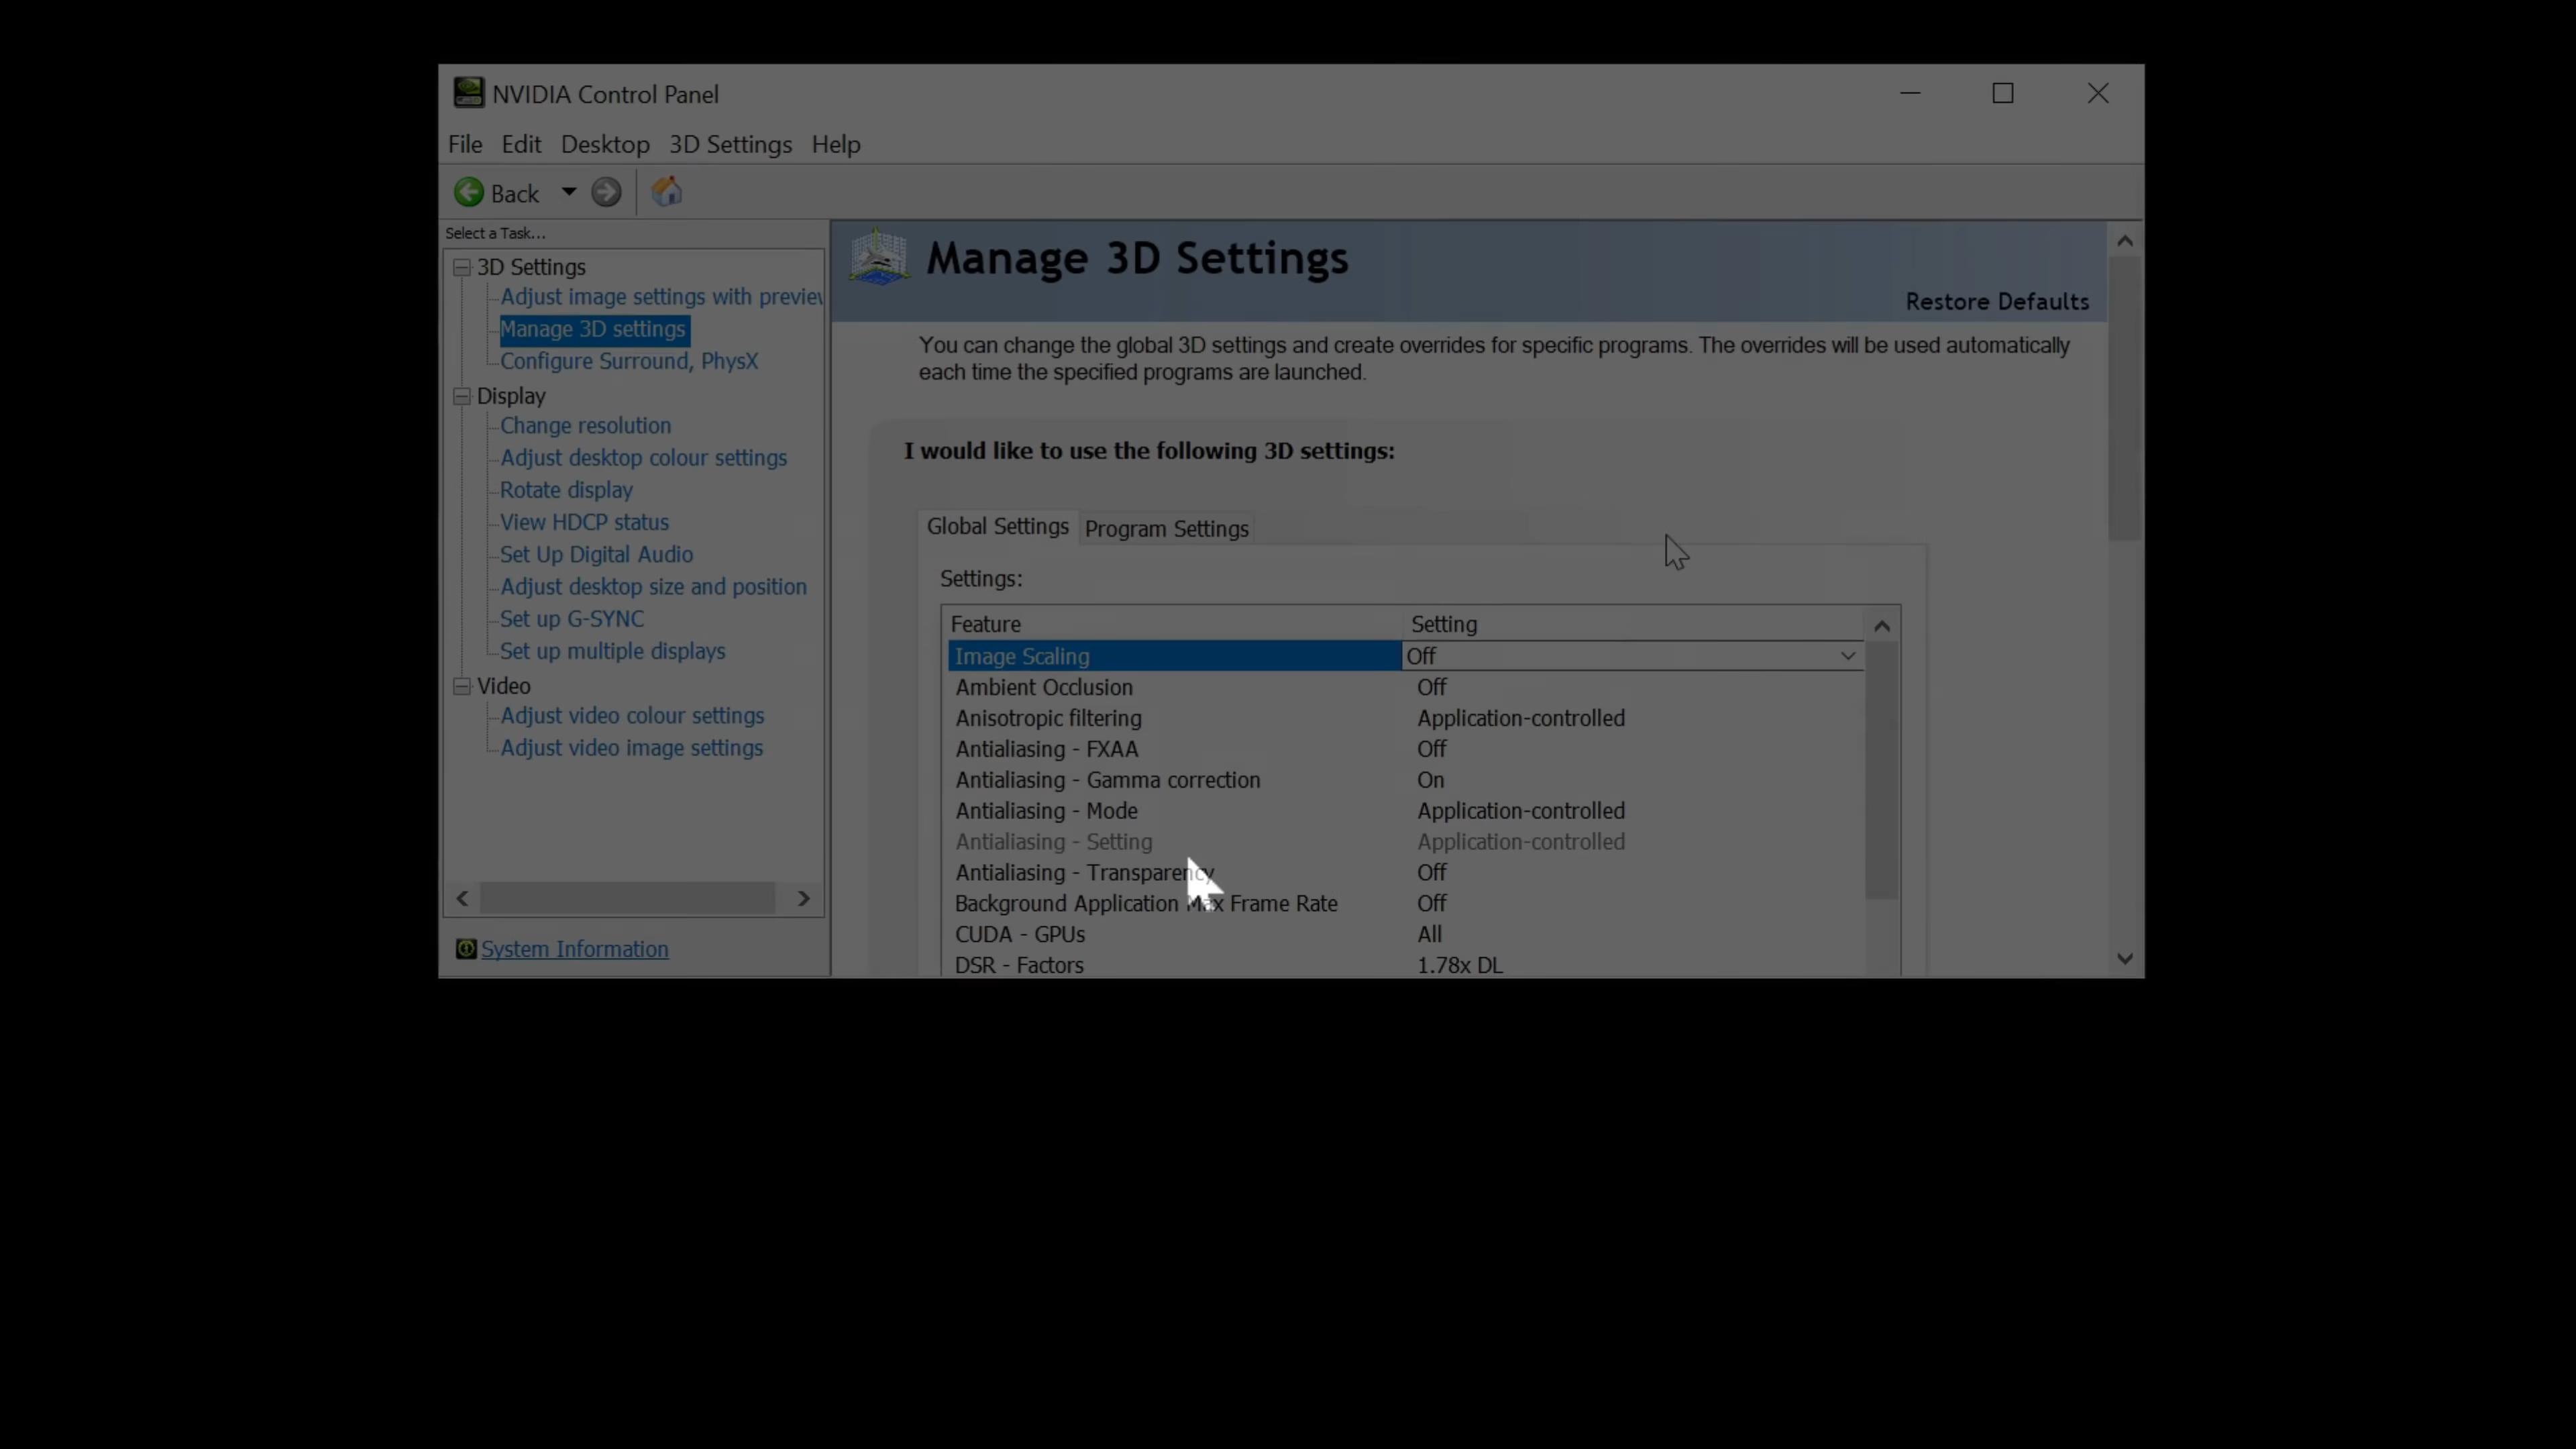 NVIDIA Control Panel
File Edit Desktop 3D Settings Help
Back
Select a Task...
3D Settings
Adjust image settings with preview
Manage 3D settings
Configure Surround, PhysX
Display
Change resolution
Adjust desktop colour settings
Rotate display
View HDCP status
Set Up Digital Audio
Adjust desktop size and position
Set up G-SYNC
Set up multiple displays
Video
Adjust video colour settings
Adjust video image settings
System Information
Manage 3D Settings
Restore Defaults
You can change the global 3D settings and create overrides for specific programs. The overrides will be used automatically
each time the specified programs are launched.
I would like to use the following 3D settings:
Global Settings Program Settings
Settings:
Feature Setting
Image Scaling Off
Ambient Occlusion Off
Anisotropic filtering Application-controlled
Antialiasing - FXAA Off
Antialiasing - Gamma correction On
Antialiasing - Mode Application-controlled
Antialiasing - Setting Application-controlled
Antialiasing - Transparency Off
Background Application Max Frame Rate Off
CUDA - GPUs All
DSR - Factors 1.78x DL